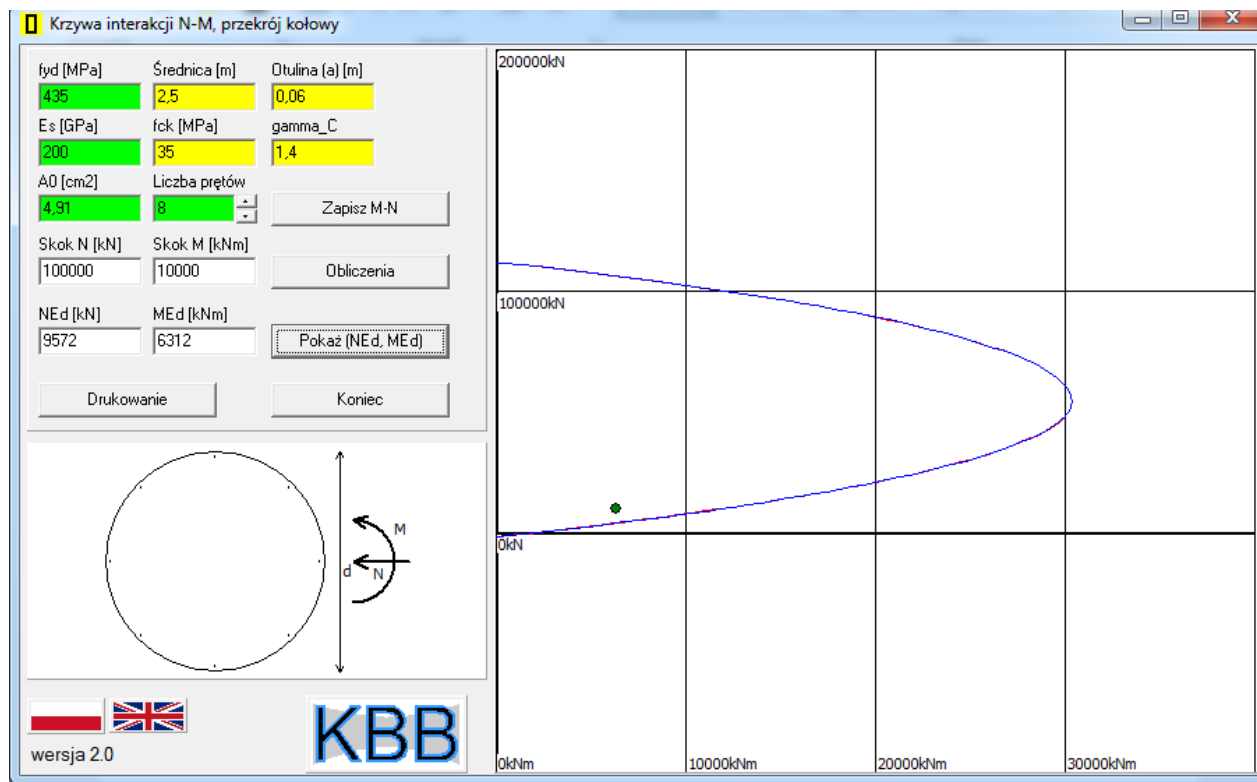 Krzywa interakcji N-M, przekrój kołowy
fyd [MPa] Średnica [m] Otulina (a) [m]
435 2,5 0,06
Es [GPa] fck [MPa] gamma_C
200 35 1,4
A0 [cm2] Liczba prętów
4,91 8 Zapisz M-N
Skok N [kN] Skok M [kNm]
100000 10000 Obliczenia
NEd [kN] MEd [kNm]
9572 6312 Pokaż (NEd, MEd)
Drukowanie Koniec
M
d N
wersja 2.0
KBB
200000kN
100000kN
0kN
0kNm 10000kNm 20000kNm 30000kNm